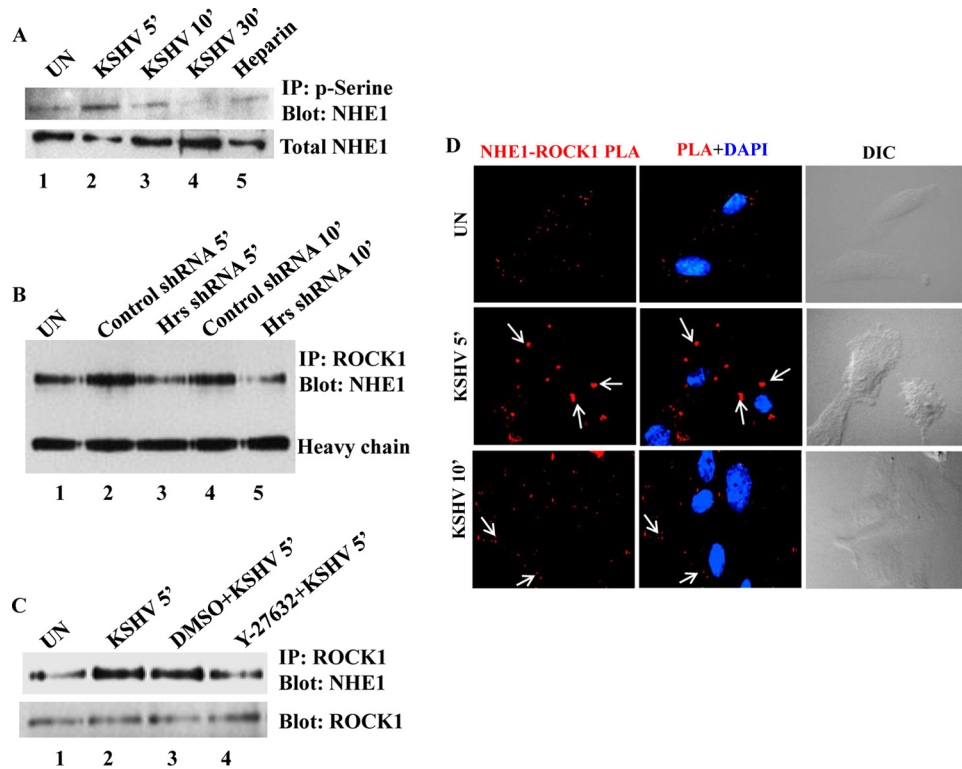 A
UN
KSHV 5'
KSHV 10'
KSHV 30'
Heparin
IP: p-Serine
Blot: NHE1
Total NHE1
1 2 3 4 5
B
UN
Control shRNA 5'
Hrs shRNA 5'
Control shRNA 10'
Hrs shRNA 10'
IP: ROCK1
Blot: NHE1
Heavy chain
1 2 3 4 5
C
UN
KSHV 5'
DMSO+KSHV 5'
Y-27632+KSHV 5'
IP: ROCK1
Blot: NHE1
Blot: ROCK1
1 2 3 4
D
NHE1-ROCK1 PLA
PLA+DAPI
DIC
UN
KSHV 5'
KSHV 10'